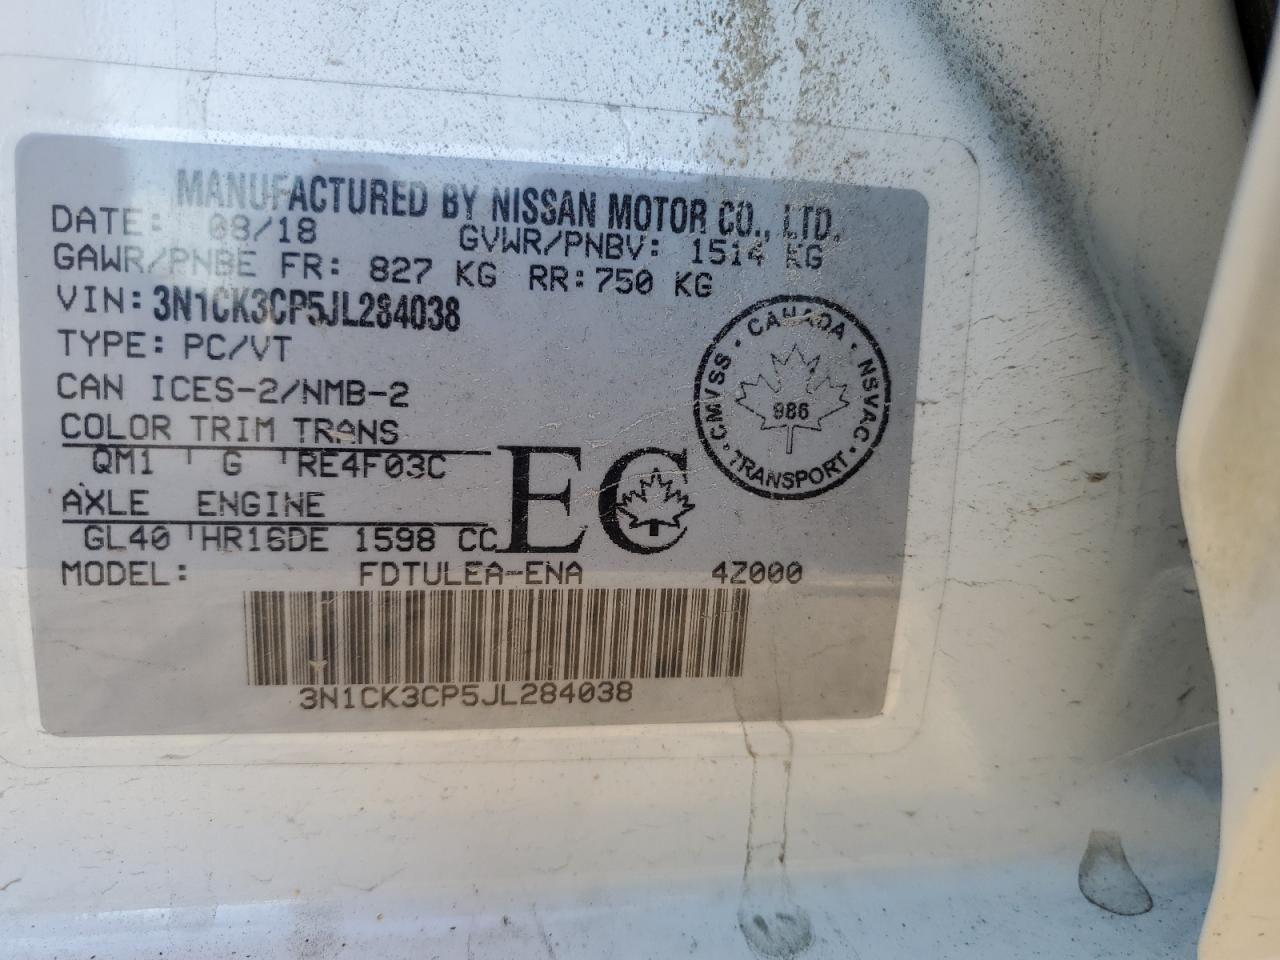 MANUFACTURED BY NISSAN MOTOR CO., LTD.
DATE: 08/18 GVWR/PNBV: 1514 KG
GAWR/PNBE FR: 827 KG RR:750 KG
VIN: 3N1CK3CP5JL284038
TYPE: PC/VT
CAN ICES-2/NMB-2
COLOR TRIM TRANS
QM1 G RE4F03C
AXLE ENGINE
GL40 HR16DE 1598 CC
EC
MODEL: FDTULEA-ENA 4Z000
3N1CK3CP5JL284038
CANADA · NSVAC · TRANSPORT · CMVSS ·
986